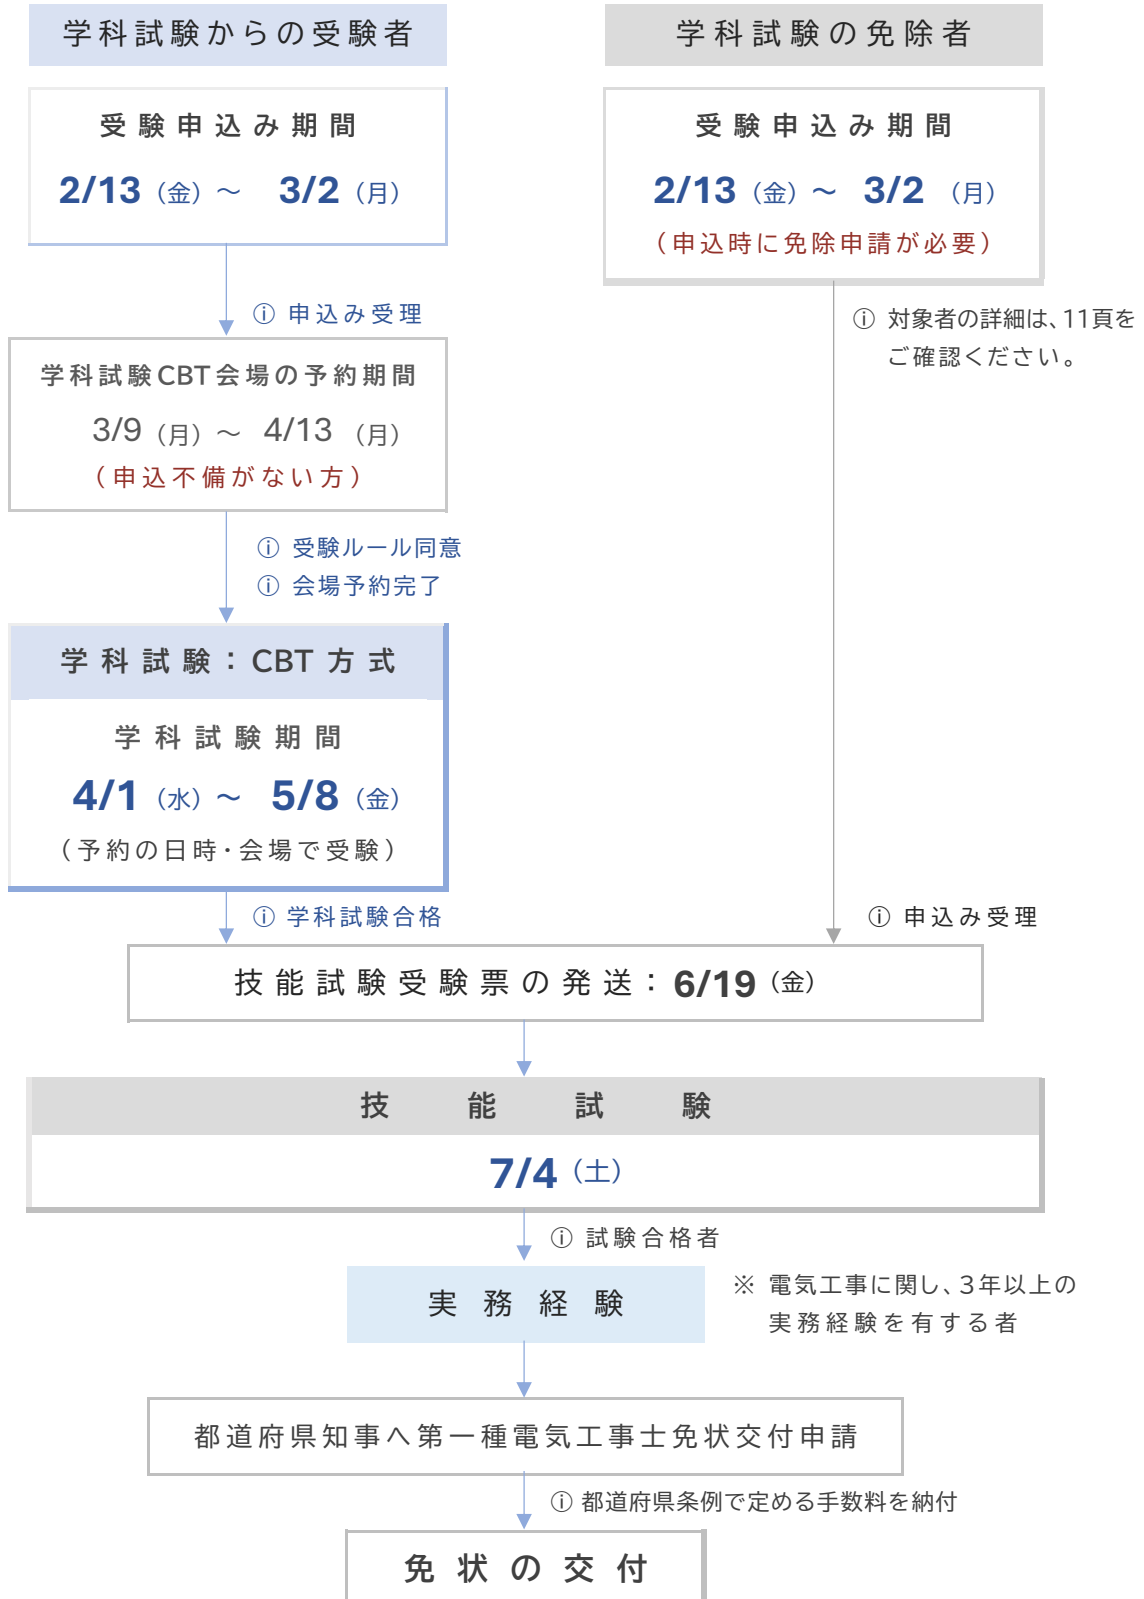 学科試験からの受験者
受験申込み期間
2/13（金）～ 3/2（月）
ⓘ 申込み受理
学科試験CBT会場の予約期間
3/9（月）～ 4/13（月）
（申込不備がない方）
ⓘ 受験ルール同意
ⓘ 会場予約完了
学科試験：CBT方式
学科試験期間
4/1（水）～ 5/8（金）
（予約の日時・会場で受験）
ⓘ 学科試験合格
学科試験の免除者
受験申込み期間
2/13（金）～ 3/2（月）
（申込時に免除申請が必要）
ⓘ 対象者の詳細は、11頁を
ご確認ください。
ⓘ 申込み受理
技能試験受験票の発送：6/19（金）
技能試験
7/4（土）
ⓘ 試験合格者
実務経験
※ 電気工事に関し、3年以上の
実務経験を有する者
都道府県知事へ第一種電気工事士免状交付申請
ⓘ 都道府県条例で定める手数料を納付
免状の交付